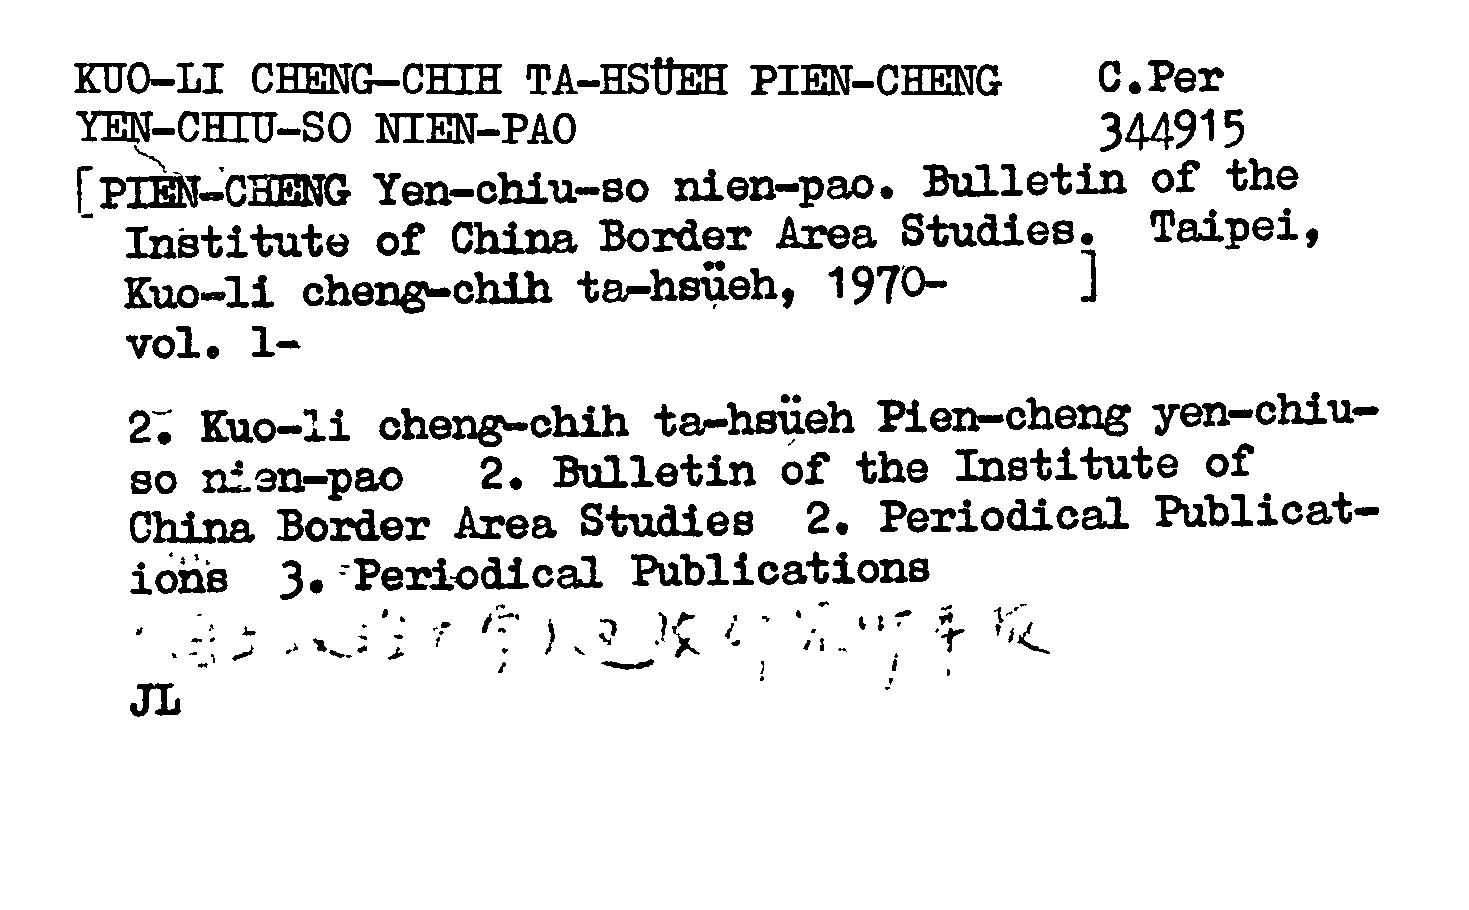 KUO-LI CHENG-CHIH TA-HSÜEH PIEN-CHENG C.Per
YEN-CHIU-SO NIEN-PAO 344915
[PIEN-CHENG Yen-chiu-so nien-pao. Bulletin of the
Institute of China Border Area Studies. Taipei,
Kuo-li cheng-chih ta-hsüeh, 1970- ]
vol. 1-
2. Kuo-li cheng-chih ta-hsüeh Pien-cheng yen-chiu-
so nien-pao 2. Bulletin of the Institute of
China Border Area Studies 2. Periodical Publicat-
ions 3. Periodical Publications
JL